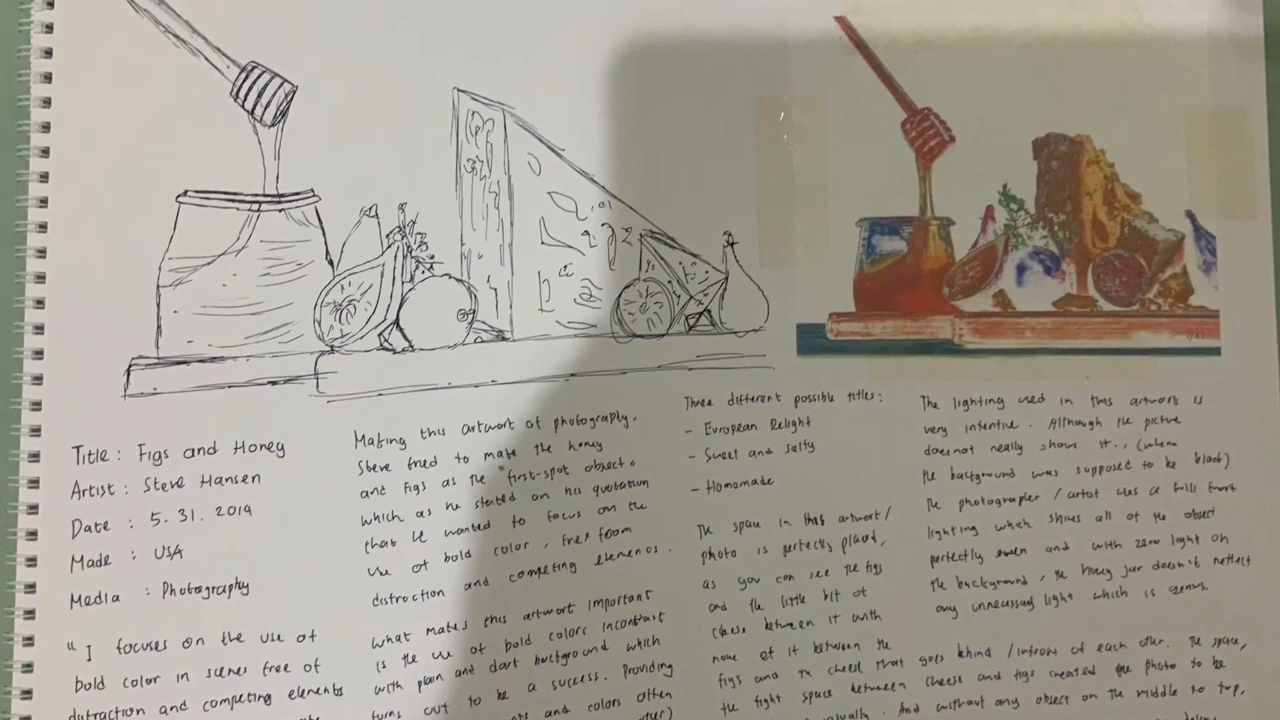 Title : Figs and Honey
Artist : Steve Hansen
Date : 5. 31. 2019
Made : USA
Media : Photography
" I focuses on the use of
bold color in scenes free of
distraction and competing elements
Making this artwork of photography,
Steve tried to make the honey
and figs as the "first-spot object"
which as he stated on his quotation
that he wanted to focus on the
use of bold color, free from
distraction and competing elements.
What makes this artwork important
is the use of bold colors incontrast
with plain and dark background which
turns out to be a success. Providing
and colors often
Three different possible titles :
- European Delight
- Sweet and salty
- Homemade
The space in this artwork/
photo is perfectly placed,
as you can see the figs
and the little bit of
cheese between it with
none of it between the
figs and the cheese that goes behind / infront of each other. The space,
the tight space between cheese and figs created the photo to be
usually. And without any object on the middle to top,
The lighting used in this artwork is
very intentive. Although the picture
doesnot really show it.. (where
the background was supposed to be black)
the photographer / artist uses a full front
lighting which shines all of the object
perfectly even and with zero light on
the background, the honey jar doesn't reflect
any unnecessary light which is genius.